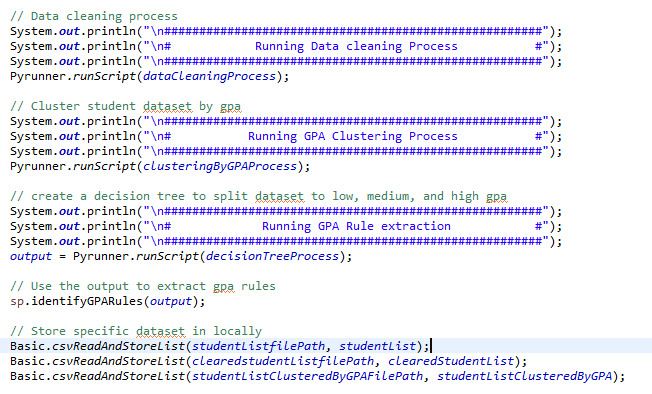 // Data cleaning process
System.out.println("\n######################################################");
System.out.println("\n#            Running Data cleaning Process           #");
System.out.println("\n######################################################");
Pyrunner.runScript(dataCleaningProcess);
// Cluster student dataset by gpa
System.out.println("\n######################################################");
System.out.println("\n#           Running GPA Clustering Process           #");
System.out.println("\n######################################################");
Pyrunner.runScript(clusteringByGPAProcess);
// create a decision tree to split dataset to low, medium, and high gpa
System.out.println("\n######################################################");
System.out.println("\n#             Running GPA Rule extraction            #");
System.out.println("\n######################################################");
output = Pyrunner.runScript(decisionTreeProcess);
// Use the output to extract gpa rules
sp.identifyGPARules(output);
// Store specific dataset in locally
Basic.csvReadAndStoreList(studentListfilePath, studentList);
Basic.csvReadAndStoreList(clearedstudentListfilePath, clearedStudentList);
Basic.csvReadAndStoreList(studentListClusteredByGPAFilePath, studentListClusteredByGPA);